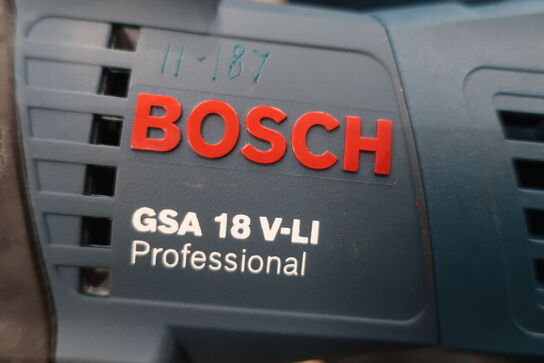 11-187
BOSCH
GSA 18 V-LI
Professional